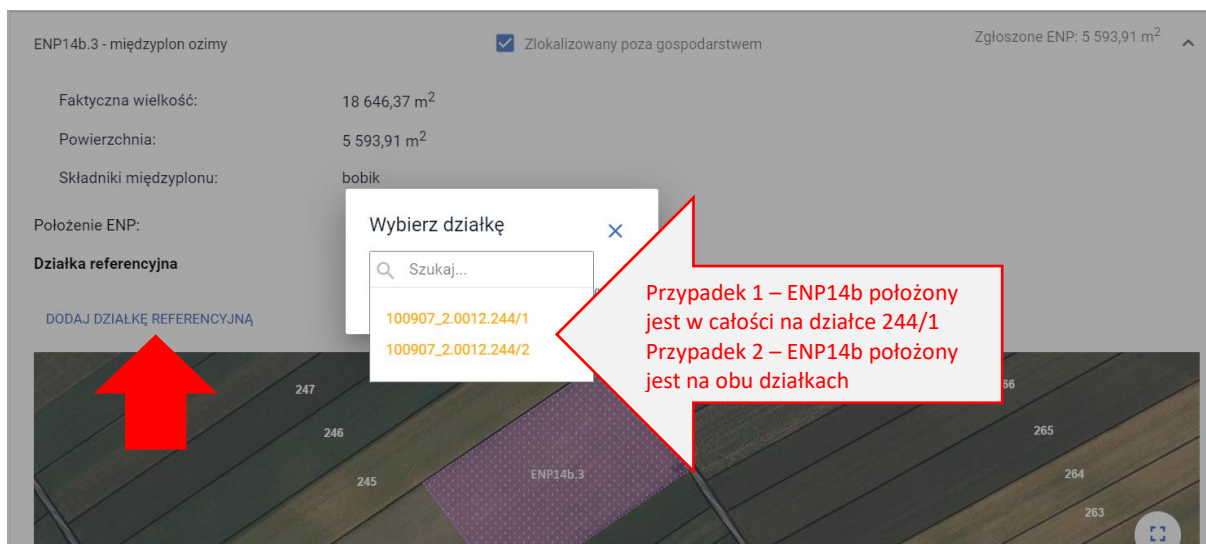 ENP14b.3 - międzyplon ozimy
Zlokalizowany poza gospodarstwem
Zgłoszone ENP: 5 593,91 m²
Faktyczna wielkość:
18 646,37 m²
Powierzchnia:
5 593,91 m²
Składniki międzyplonu:
bobik
Położenie ENP:
Działka referencyjna
DODAJ DZIAŁKĘ REFERENCYJNĄ
Wybierz działkę
Szukaj...
100907_2.0012.244/1
100907_2.0012.244/2
Przypadek 1 – ENP14b położony
jest w całości na działce 244/1
Przypadek 2 – ENP14b położony
jest na obu działkach
247
246
245
ENP14b.3
66
265
264
263